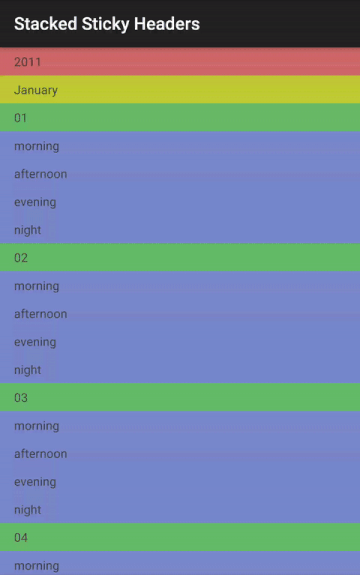 Stacked Sticky Headers
2011
January
01
morning
afternoon
evening
night
02
morning
afternoon
evening
night
03
morning
afternoon
evening
night
04
morning